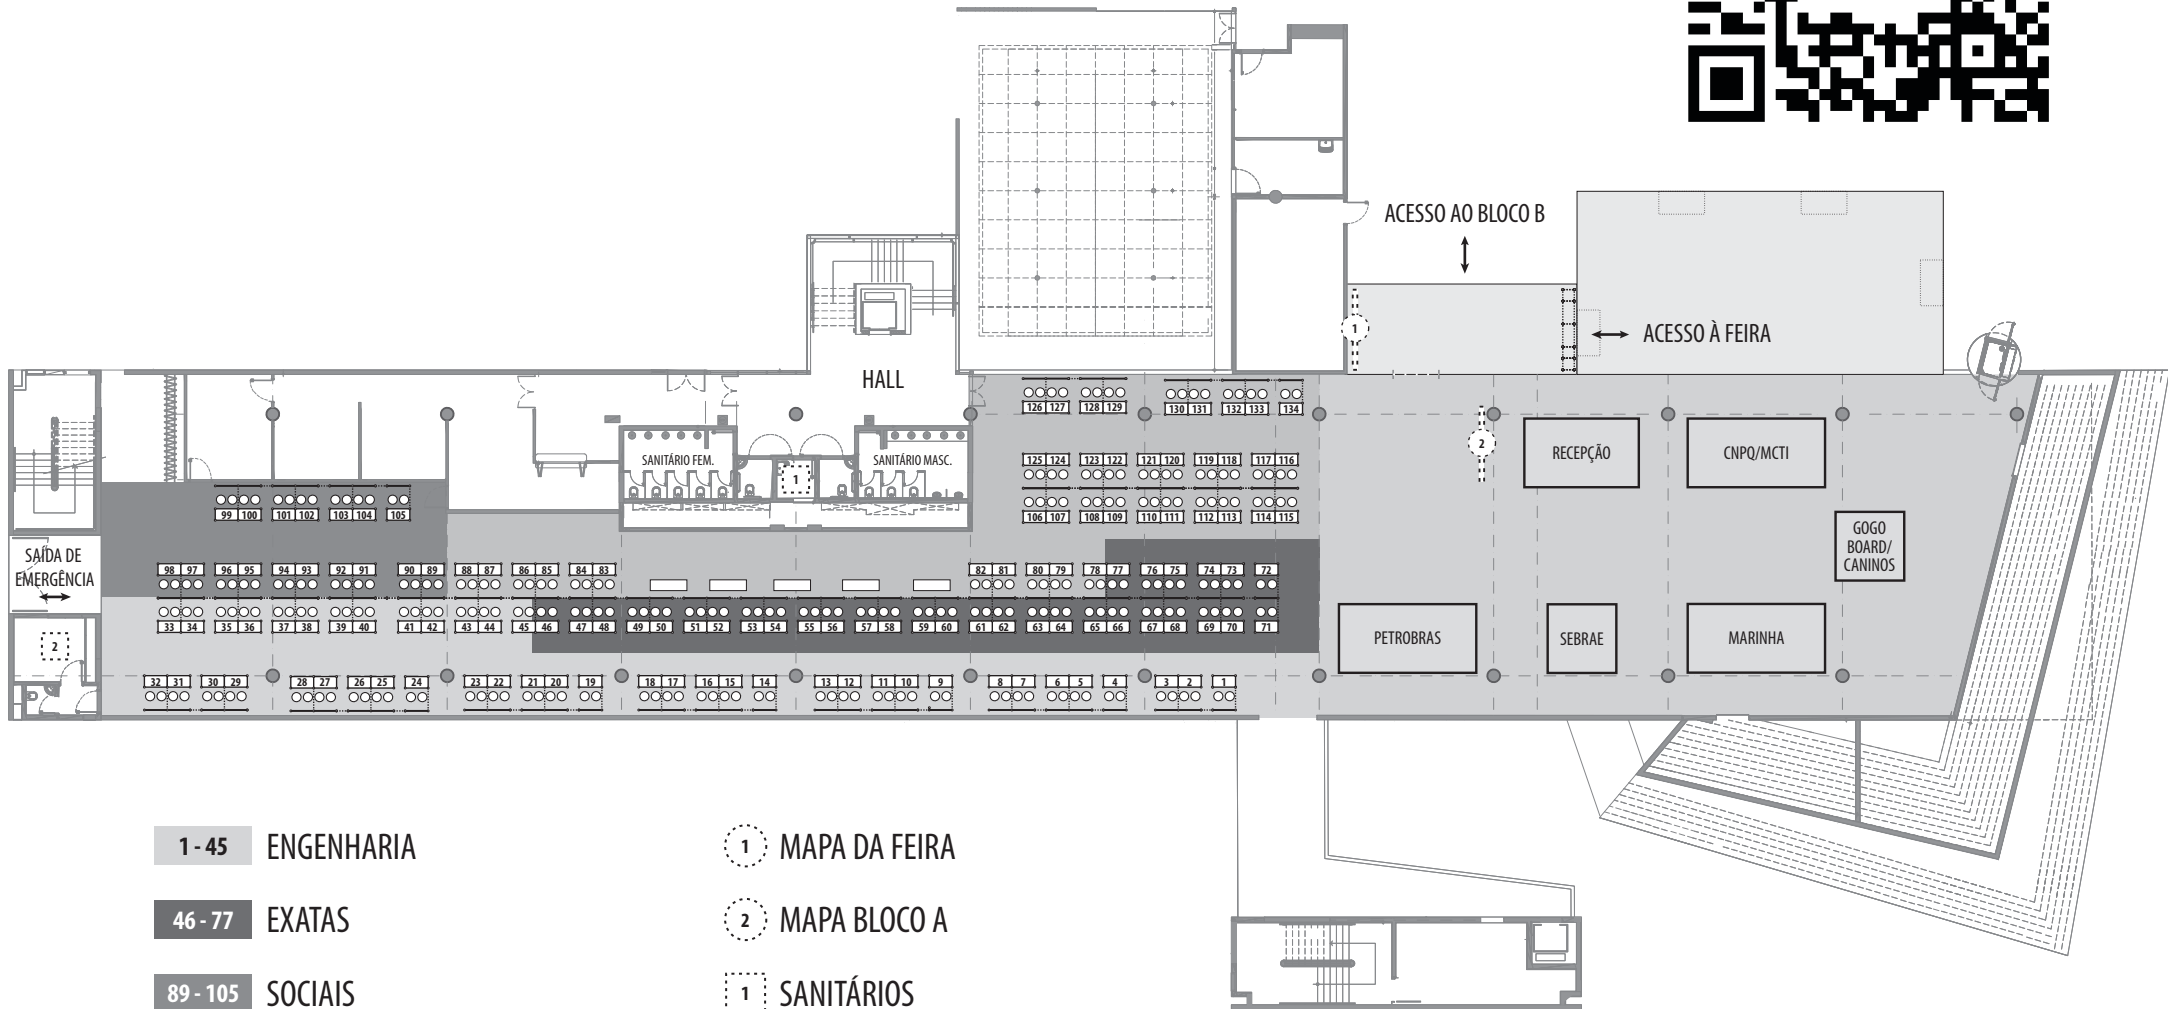 ACESSO AO BLOCO B
1
ACESSO À FEIRA
HALL
126 127 128 129 130 131 132 133 134
2
RECEPÇÃO
CNPQ/MCTI
SANITÁRIO FEM.
1
SANITÁRIO MASC.
125 124 123 122 121 120 119 118 117 116
99 100 101 102 103 104 105
106 107 108 109 110 111 112 113 114 115
GOGO
BOARD/
CANINOS
SAÍDA DE
EMERGÊNCIA
98 97 96 95 94 93 92 91 90 89 88 87 86 85 84 83 82 81 80 79 78 77 76 75 74 73 72
33 34 35 36 37 38 39 40 41 42 43 44 45 46 47 48 49 50 51 52 53 54 55 56 57 58 59 60 61 62 63 64 65 66 67 68 69 70 71
2
PETROBRAS
SEBRAE
MARINHA
32 31 30 29 28 27 26 25 24 23 22 21 20 19 18 17 16 15 14 13 12 11 10 9 8 7 6 5 4 3 2 1
1 - 45 ENGENHARIA
1 MAPA DA FEIRA
46 - 77 EXATAS
2 MAPA BLOCO A
89 - 105 SOCIAIS
1 SANITÁRIOS